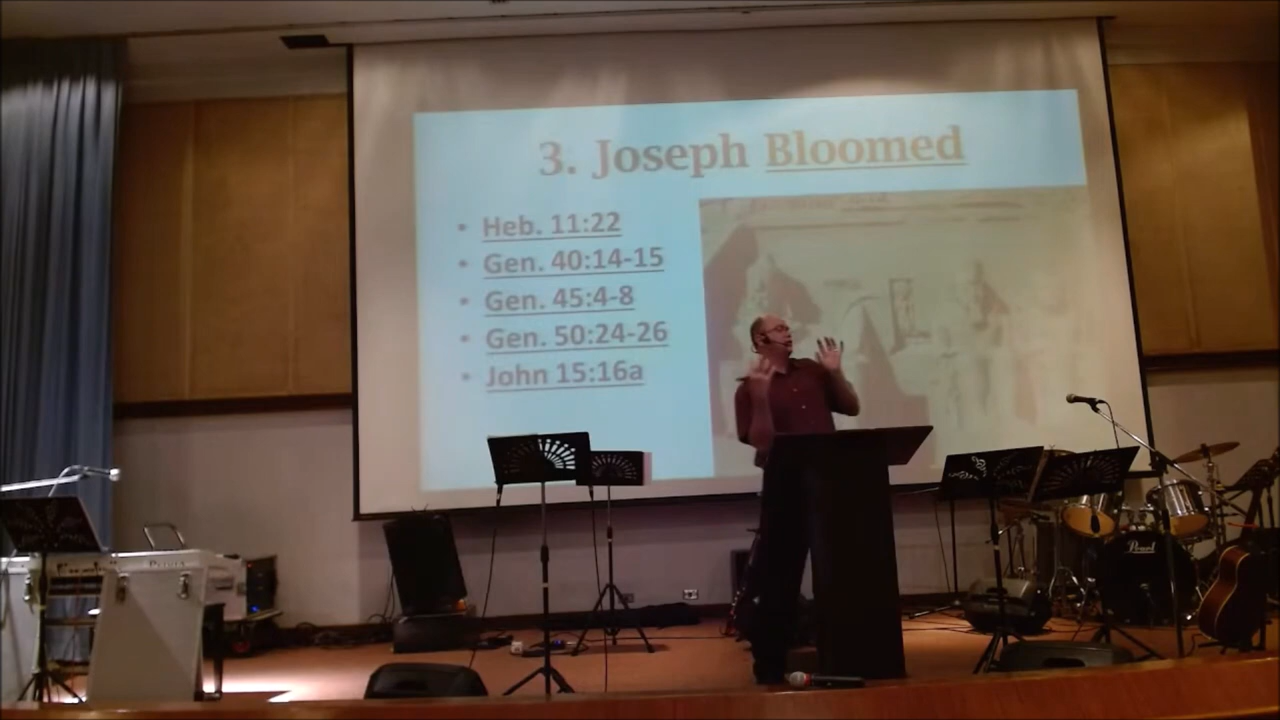 3. Joseph Bloomed
• Heb. 11:22
• Gen. 40:14-15
• Gen. 45:4-8
• Gen. 50:24-26
• John 15:16a
Pearl